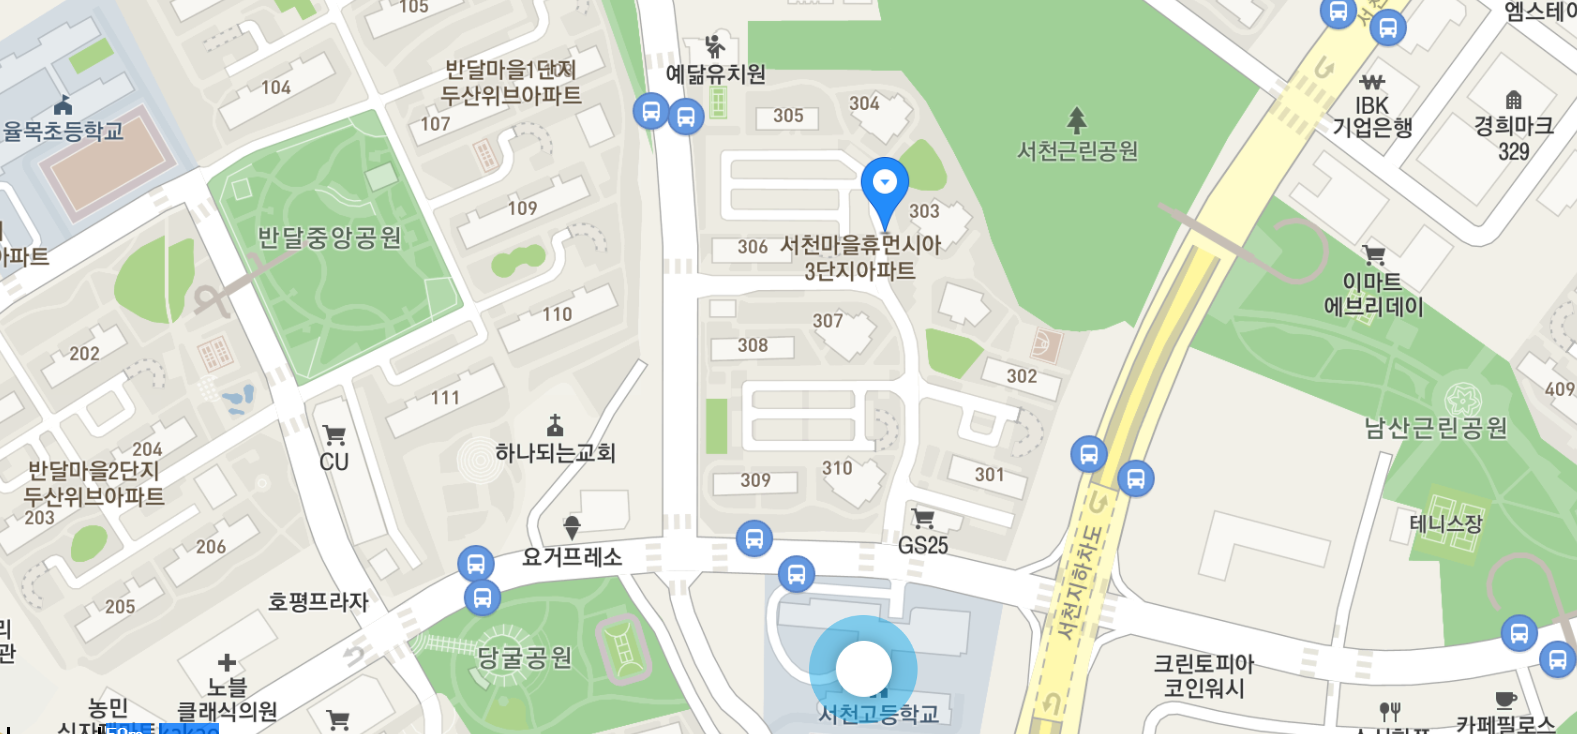 105
엠스테이
104
반달마을1단지
두산위브아파트
107
예닮유치원
305
304
IBK
기업은행
경희마크
329
율목초등학교
서천근린공원
109
303
반달중앙공원
306
서천마을휴먼시아
3단지아파트
아파트
이마트
에브리데이
110
307
308
202
302
409
111
하나되는교회
남산근린공원
204
CU
반달마을2단지
두산위브아파트
203
309
310
301
테니스장
206
요거프레소
GS25
서천지하차도
205
호평프라자
당굴공원
노블
클래식의원
농민
크린토피아
코인워시
서천고등학교
카페필로스
50m
kakao